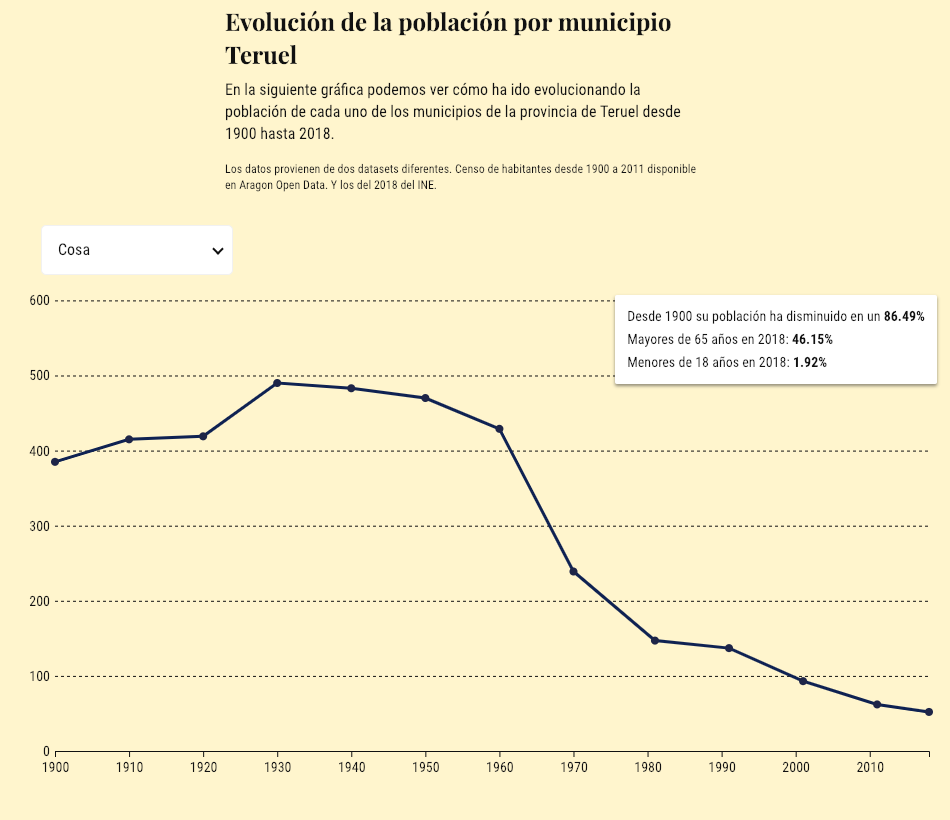 Evolución de la población por municipio
Teruel
En la siguiente gráfica podemos ver cómo ha ido evolucionando la
población de cada uno de los municipios de la provincia de Teruel desde
1900 hasta 2018.
Los datos provienen de dos datasets diferentes. Censo de habitantes desde 1900 a 2011 disponible
en Aragon Open Data. Y los del 2018 del INE.
Cosa
Desde 1900 su población ha disminuido en un 86.49%
Mayores de 65 años en 2018: 46.15%
Menores de 18 años en 2018: 1.92%
600
500
400
300
200
100
0
1900 1910 1920 1930 1940 1950 1960 1970 1980 1990 2000 2010